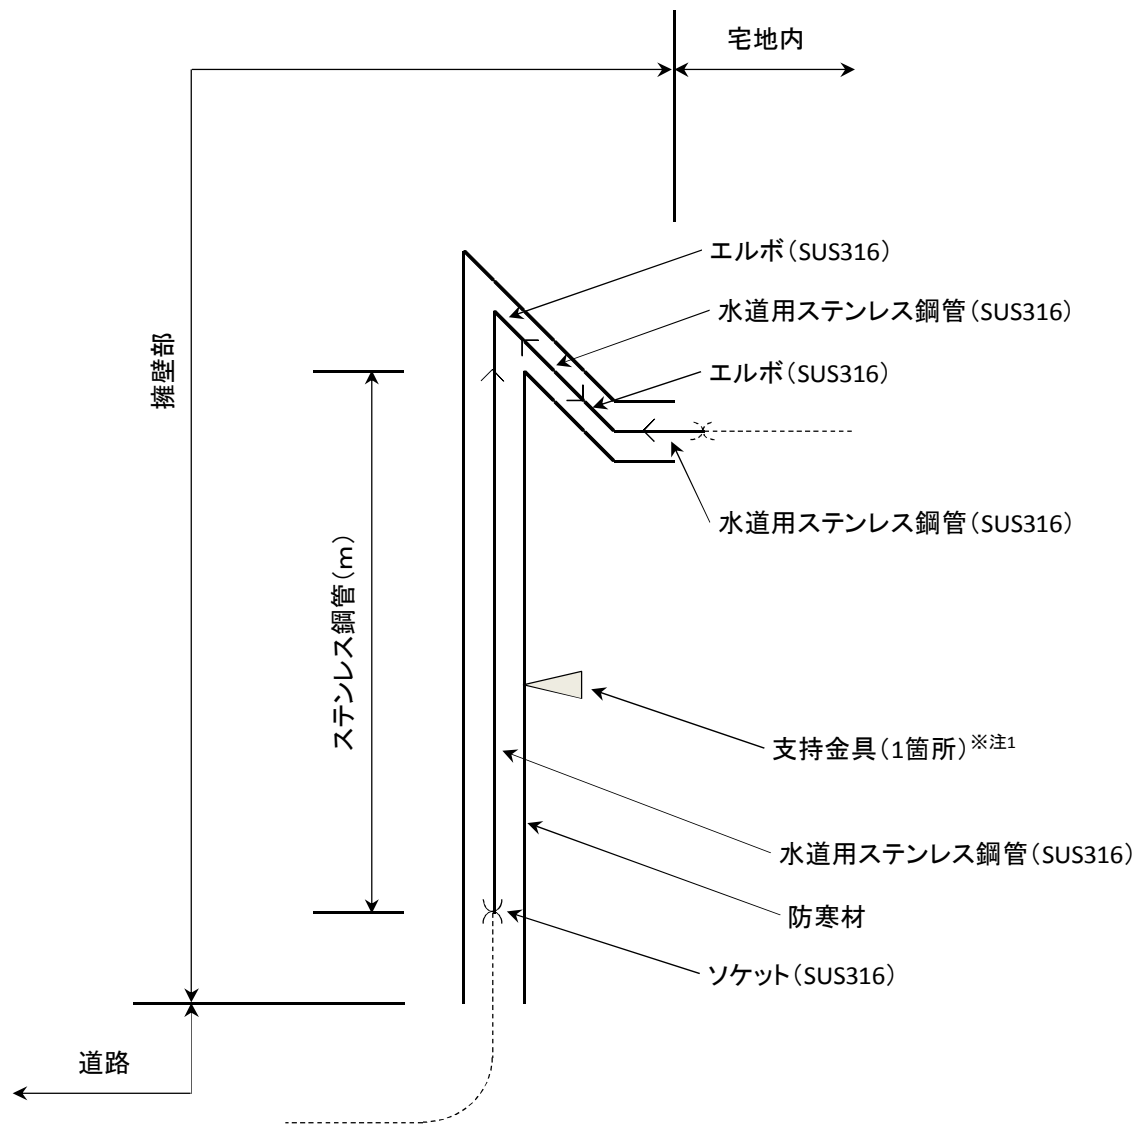 宅地内
エルボ（SUS316）
水道用ステンレス鋼管（SUS316）
エルボ（SUS316）
擁壁部
水道用ステンレス鋼管（SUS316）
ステンレス鋼管（ｍ）
支持金具（1箇所）※注1
水道用ステンレス鋼管（SUS316）
防寒材
ソケット（SUS316）
道路